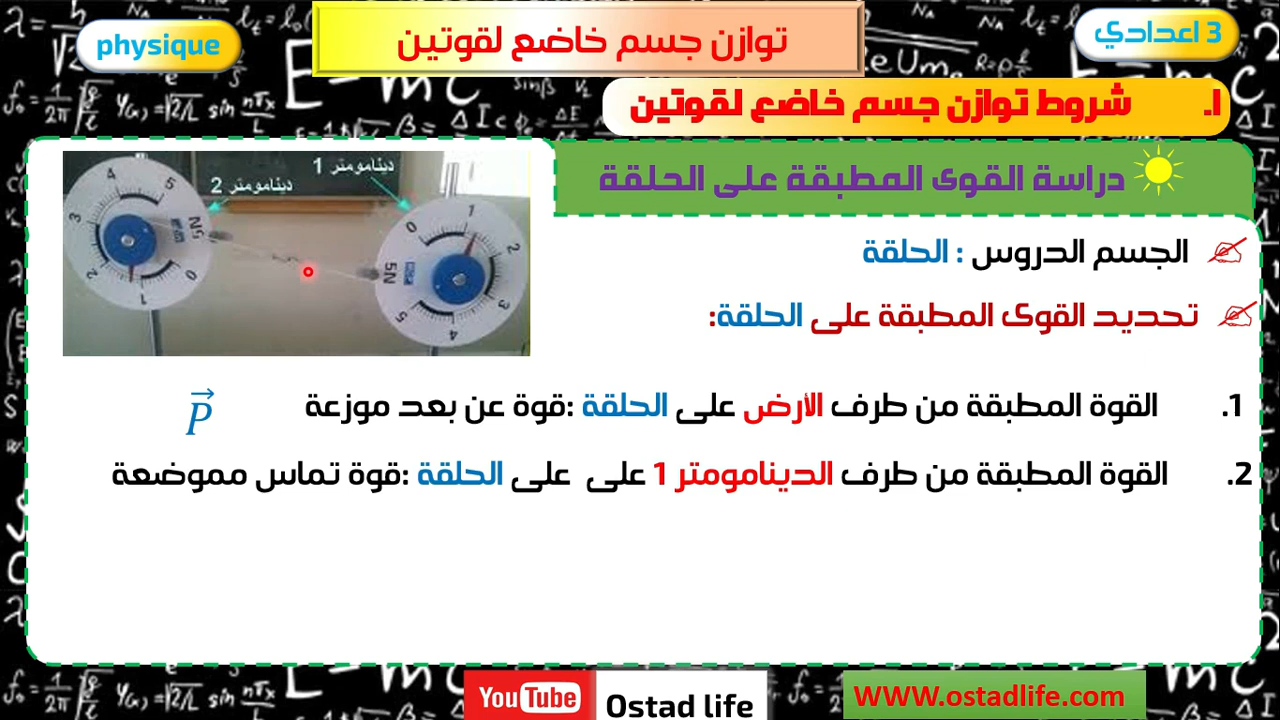 physique
توازن جسم خاضع لقوتين
3 اعدادي
I. شروط توازن جسم خاضع لقوتين
دراسة القوى المطبقة على الحلقة
دينامومتر 1
دينامومتر 2
5N
5N
الجسم الدروس : الحلقة
تحديد القوى المطبقة على الحلقة:
1. القوة المطبقة من طرف الأرض على الحلقة :قوة عن بعد موزعة P
2. القوة المطبقة من طرف الدينامومتر 1 على على الحلقة :قوة تماس مموضعة
YouTube
Ostad life
WWW.ostadlife.com